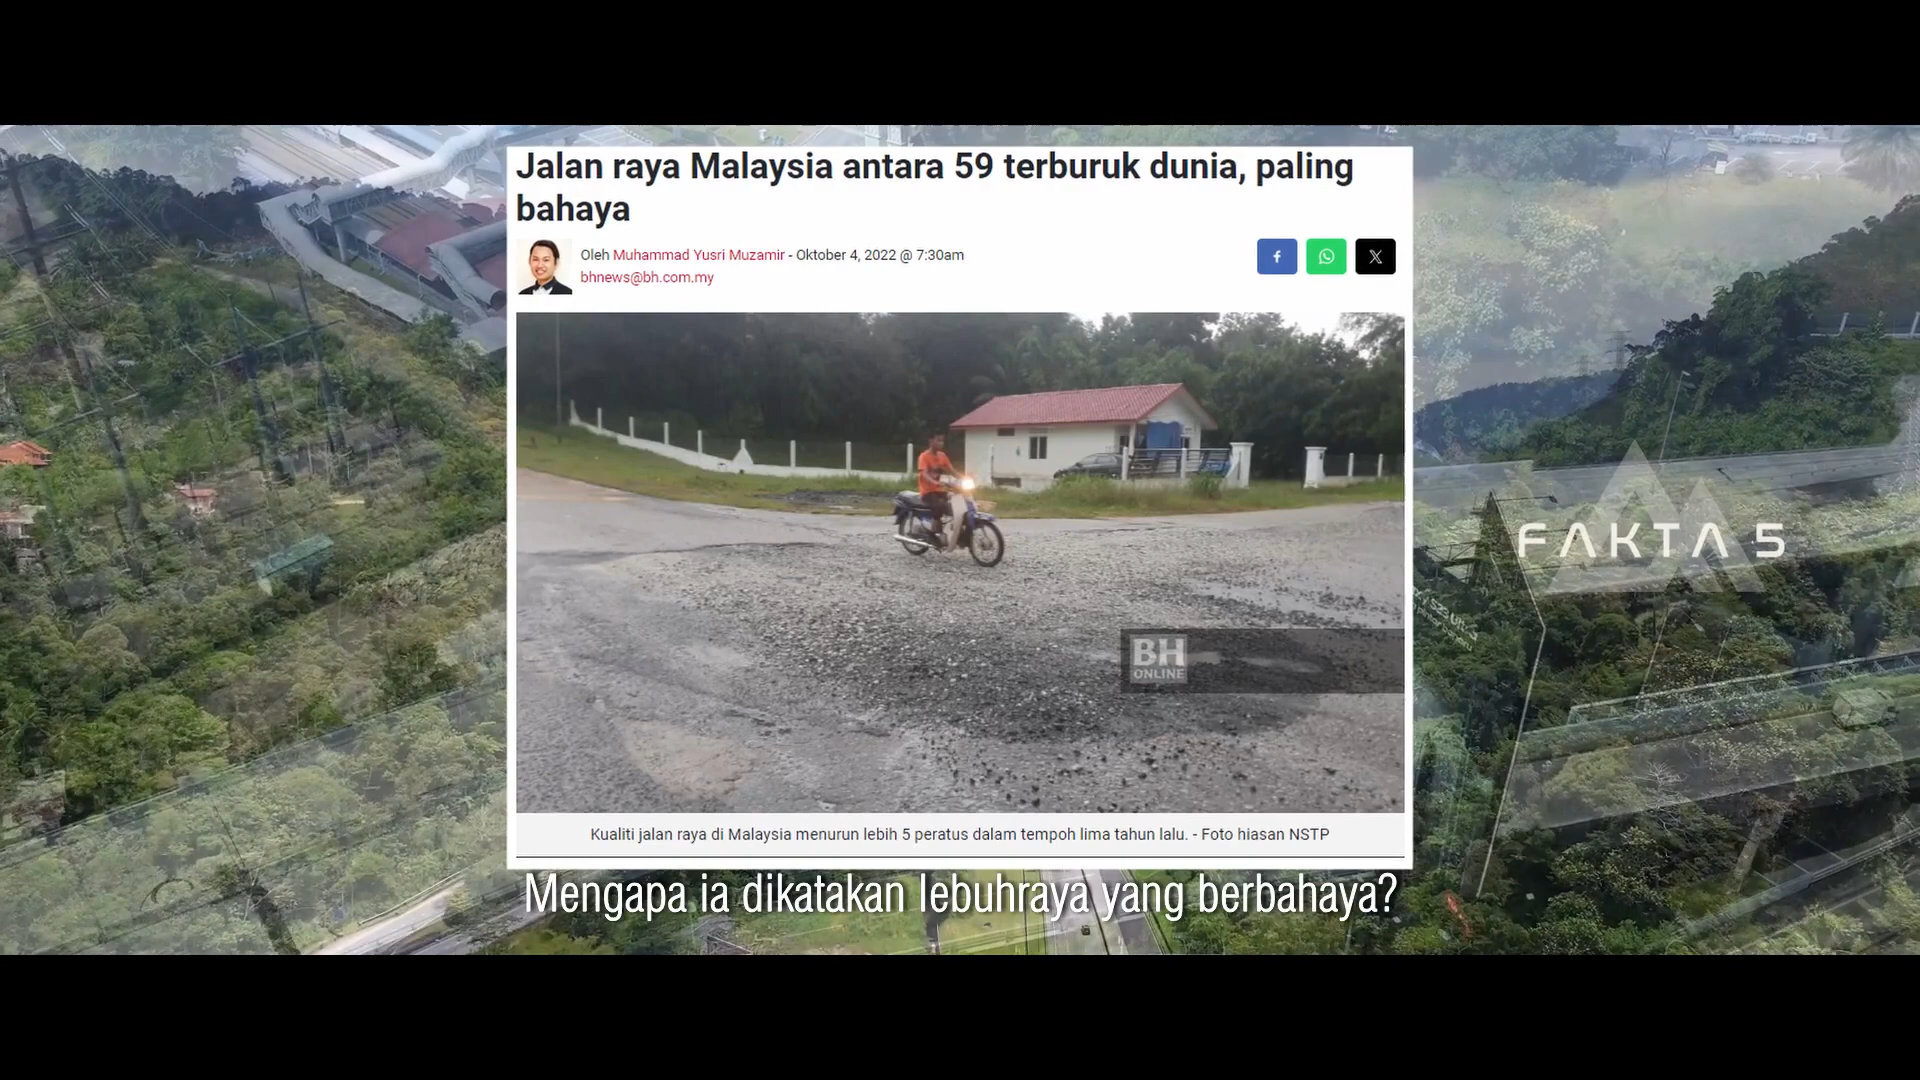 Jalan raya Malaysia antara 59 terburuk dunia, paling
bahaya
Oleh Muhammad Yusri Muzamir - Oktober 4, 2022 @ 7:30am
bhnews@bh.com.my
FAKTA 5
BH
ONLINE
Kualiti jalan raya di Malaysia menurun lebih 5 peratus dalam tempoh lima tahun lalu. - Foto hiasan NSTP
Mengapa ia dikatakan lebuhraya yang berbahaya?